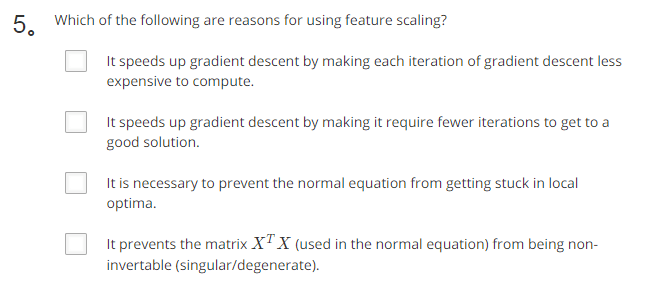 5. Which of the following are reasons for using feature scaling?
It speeds up gradient descent by making each iteration of gradient descent less
expensive to compute.
It speeds up gradient descent by making it require fewer iterations to get to a
good solution.
It is necessary to prevent the normal equation from getting stuck in local
optima.
It prevents the matrix XᵀX (used in the normal equation) from being non-
invertable (singular/degenerate).